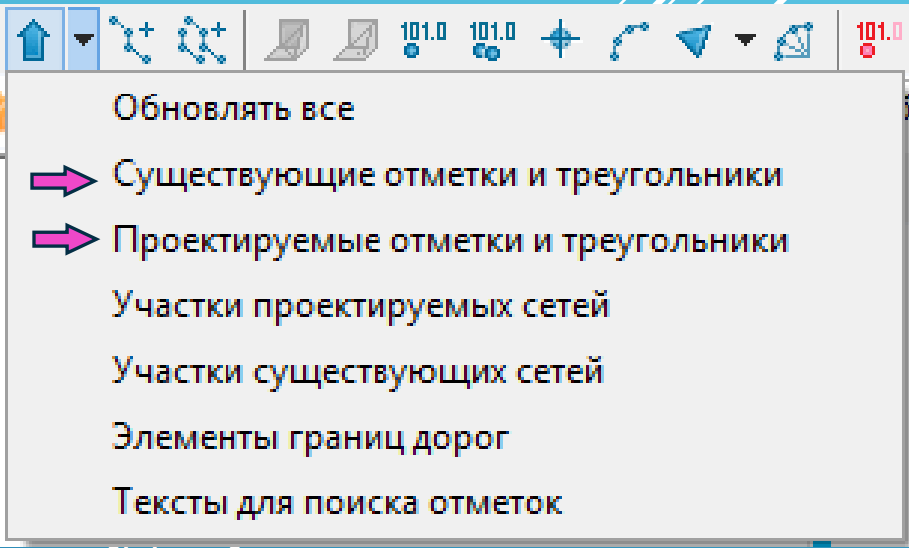 101.0 101.0 101.0
Обновлять все
Существующие отметки и треугольники
Проектируемые отметки и треугольники
Участки проектируемых сетей
Участки существующих сетей
Элементы границ дорог
Тексты для поиска отметок